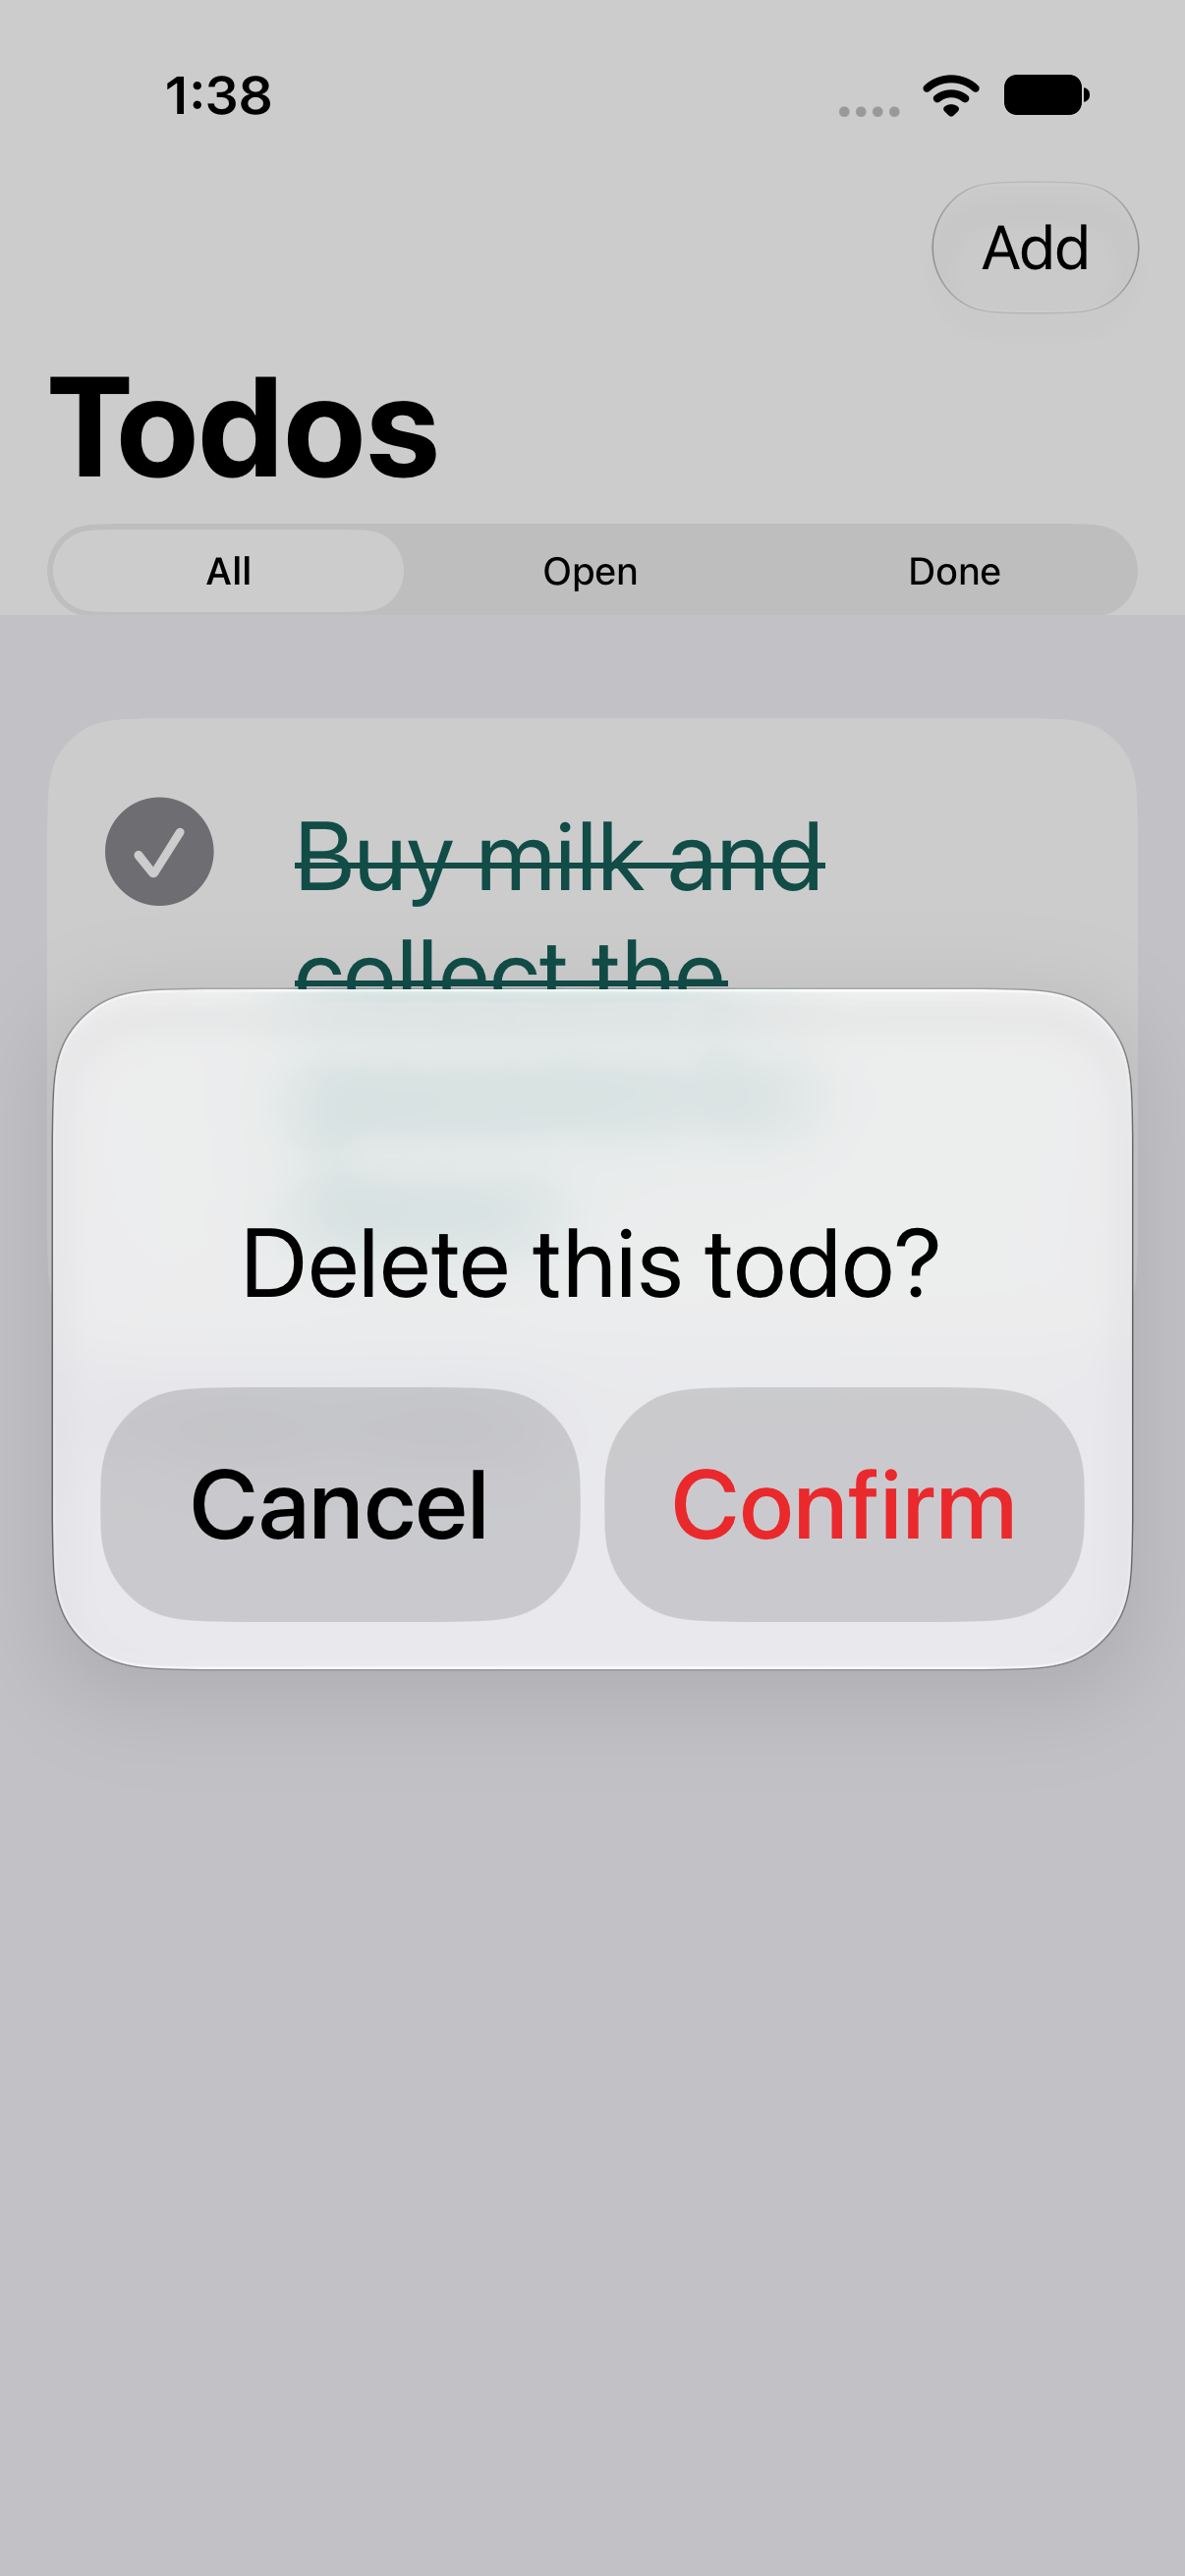 1:38
Add
Todos
All Open Done
Buy milk and
collect the
Delete this todo?
Cancel Confirm